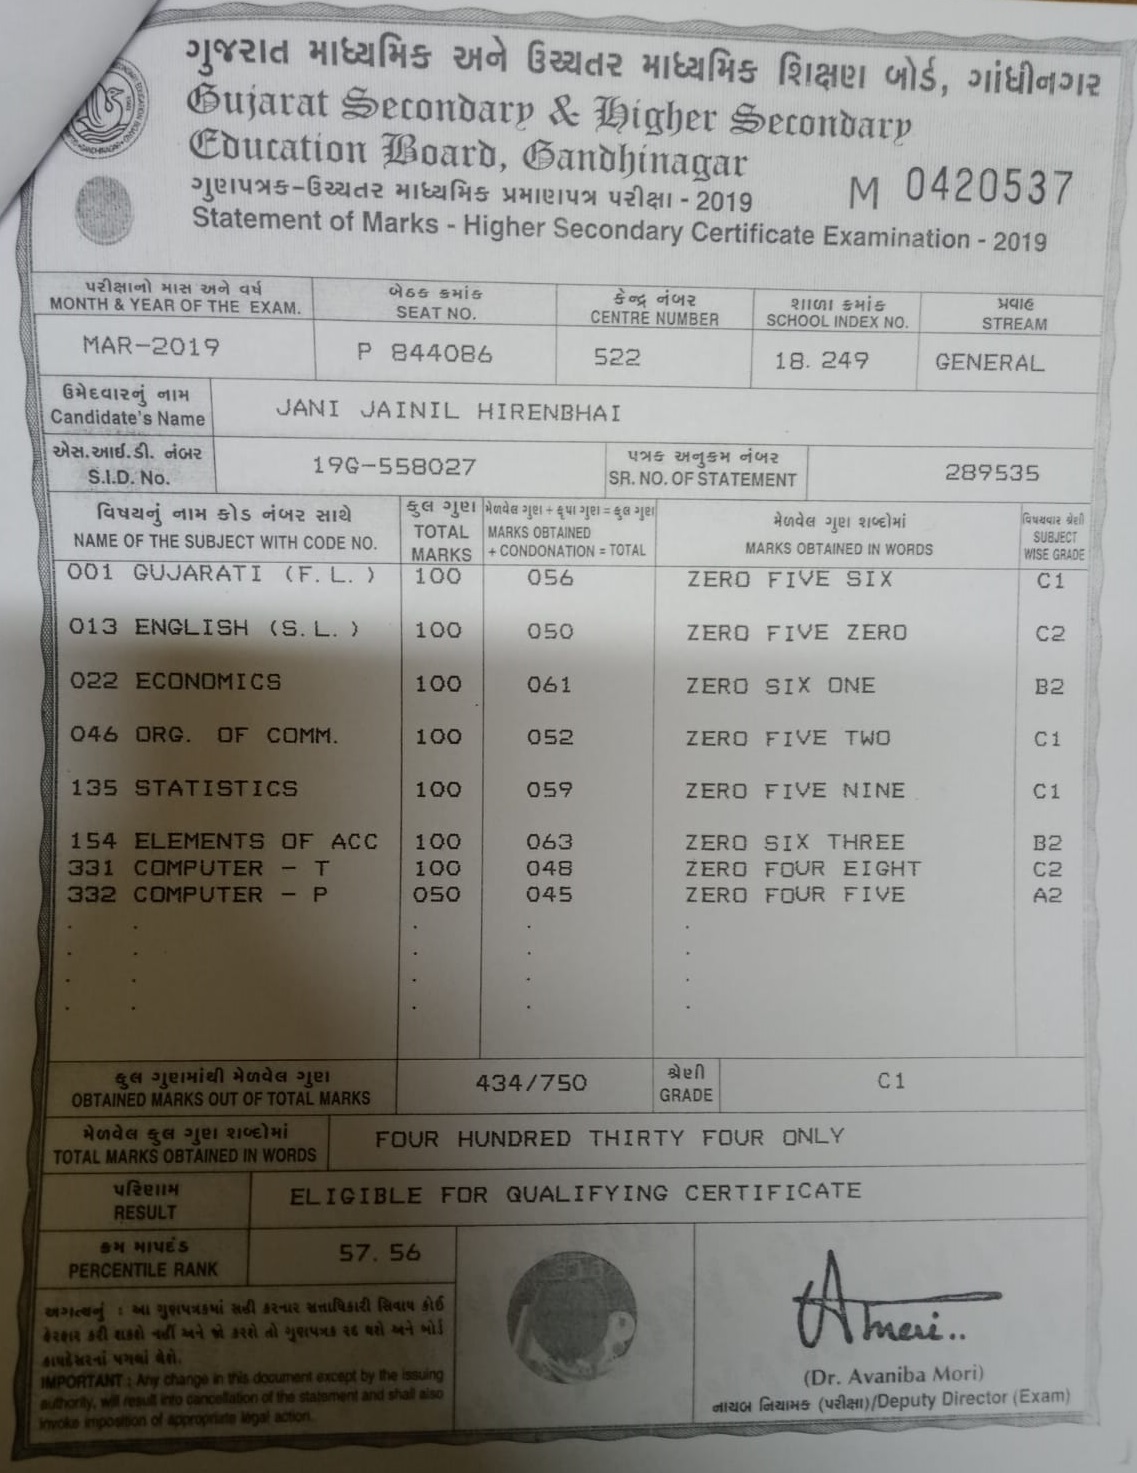 ગુજરાત માધ્યમિક અને ઉચ્ચતર માધ્યમિક શિક્ષણ બોર્ડ, ગાંધીનગર
Gujarat Secondary & Higher Secondary
Education Board, Gandhinagar
ગુણપત્રક-ઉચ્ચતર માધ્યમિક પ્રમાણપત્ર પરીક્ષા - 2019
M 0420537
Statement of Marks - Higher Secondary Certificate Examination - 2019
પરીક્ષાનો માસ અને વર્ષ બેઠક ક્રમાંક કેન્દ્ર નંબર શાળા ક્રમાંક પ્રવાહ
MONTH & YEAR OF THE EXAM. SEAT NO. CENTRE NUMBER SCHOOL INDEX NO. STREAM
MAR-2019 P 844086 522 18. 249 GENERAL
ઉમેદવારનું નામ
Candidate's Name JANI JAINIL HIRENBHAI
એસ.આઈ.ડી. નંબર પત્રક અનુક્રમ નંબર
S.I.D. No. 19G-558027 SR. NO. OF STATEMENT 289535
વિષયનું નામ કોડ નંબર સાથે કુલ ગુણ મેળવેલ ગુણ + કૃપા ગુણ = કુલ ગુણ મેળવેલ ગુણ શબ્દોમાં વિષયવાર શ્રેણી
NAME OF THE SUBJECT WITH CODE NO. TOTAL MARKS MARKS OBTAINED + CONDONATION = TOTAL MARKS OBTAINED IN WORDS SUBJECT WISE GRADE
001 GUJARATI (F. L. ) 100 056 ZERO FIVE SIX C1
013 ENGLISH (S. L. ) 100 050 ZERO FIVE ZERO C2
022 ECONOMICS 100 061 ZERO SIX ONE B2
046 ORG. OF COMM. 100 052 ZERO FIVE TWO C1
135 STATISTICS 100 059 ZERO FIVE NINE C1
154 ELEMENTS OF ACC 100 063 ZERO SIX THREE B2
331 COMPUTER - T 100 048 ZERO FOUR EIGHT C2
332 COMPUTER - P 050 045 ZERO FOUR FIVE A2
કુલ ગુણમાંથી મેળવેલ ગુણ શ્રેણી
OBTAINED MARKS OUT OF TOTAL MARKS 434/750 GRADE C1
મેળવેલ કુલ ગુણ શબ્દોમાં
TOTAL MARKS OBTAINED IN WORDS FOUR HUNDRED THIRTY FOUR ONLY
પરિણામ
RESULT ELIGIBLE FOR QUALIFYING CERTIFICATE
ક્રમ માપદંડ
PERCENTILE RANK 57. 56
અગત્યનું : આ ગુણપત્રકમાં સહી કરનાર સત્તાધિકારી સિવાય કોઈ
ફેરફાર કરી શકશે નહીં અને જો કરશે તો ગુણપત્રક રદ થશે અને બોર્ડ
કાયદેસરનાં પગલાં લેશે.
IMPORTANT : Any change in this document except by the issuing
authority, will result into cancellation of the statement and shall also
invoke imposition of appropriate legal action.
(Dr. Avaniba Mori)
નાયબ નિયામક (પરીક્ષા)/Deputy Director (Exam)